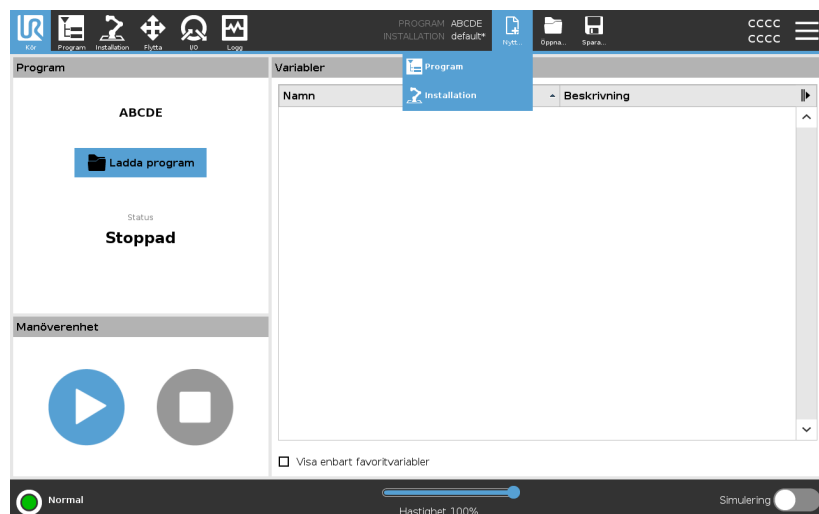 UR
Kör
Program
Installation
Flytta
I/O
Logg
PROGRAM ABCDE
INSTALLATION default*
Nytt...
Öppna...
Spara...
cccc
cccc
Program
Variabler
Program
Installation
Namn
Beskrivning
ABCDE
Ladda program
Status
Stoppad
Manöverenhet
Visa enbart favoritvariabler
Normal
Hastighet 100%
Simulering